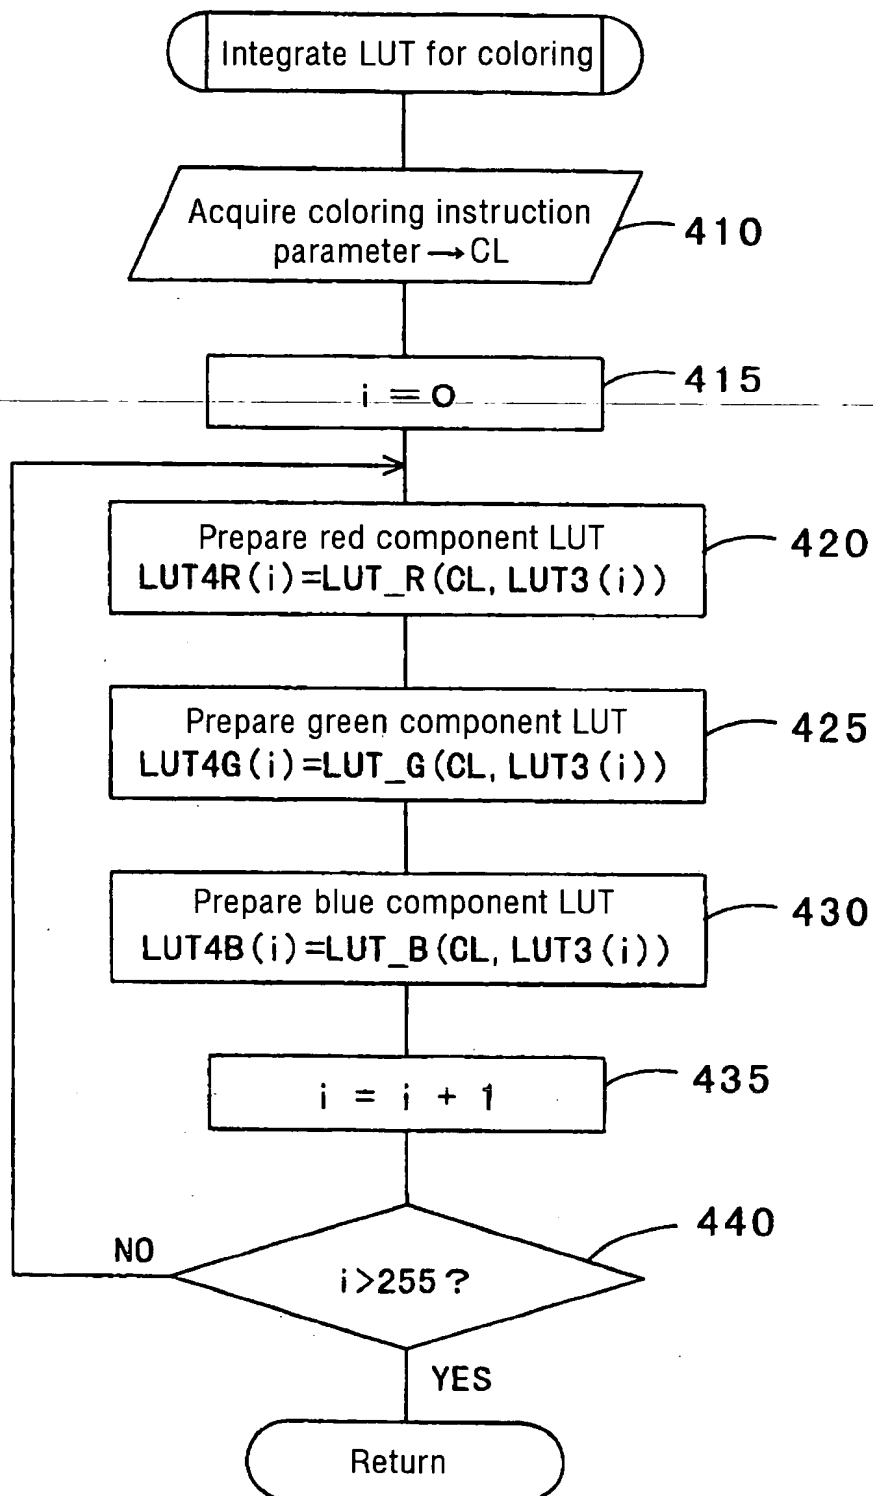 Integrate LUT for coloring
Acquire coloring instruction
parameter → CL
410
i = 0
415
Prepare red component LUT
LUT4R(i)=LUT_R(CL, LUT3(i))
420
Prepare green component LUT
LUT4G(i)=LUT_G(CL, LUT3(i))
425
Prepare blue component LUT
LUT4B(i)=LUT_B(CL, LUT3(i))
430
i = i + 1
435
440
NO
i>255?
YES
Return